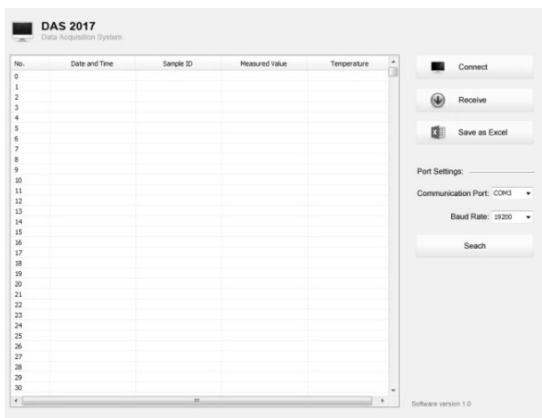 DAS 2017
Data Acquisition System
No. Date and Time Sample ID Measured Value Temperature
0
1
2
3
4
5
6
7
8
9
10
11
12
13
14
15
16
17
18
19
20
21
22
23
24
25
26
27
28
29
30
Connect
Receive
Save as Excel
Port Settings:
Communication Port: COM3
Baud Rate: 19200
Seach
Software version 1.0